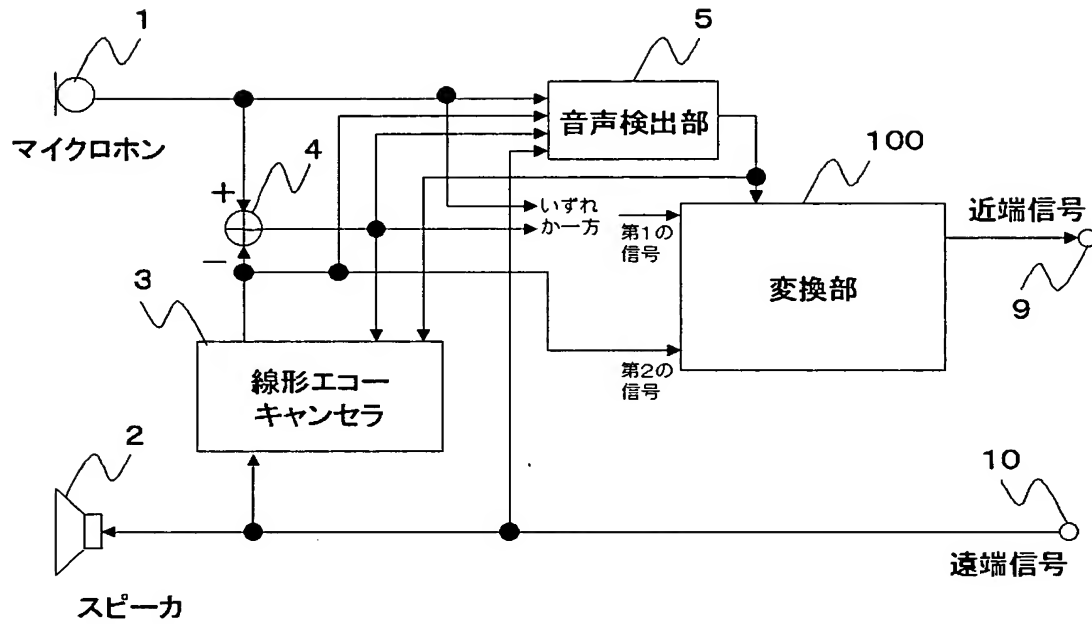 1
マイクロホン
5
音声検出部
100
4
+
−
いずれ
か一方
第1の
信号
変換部
近端信号
9
3
線形エコー
キャンセラ
第2の
信号
2
スピーカ
10
遠端信号